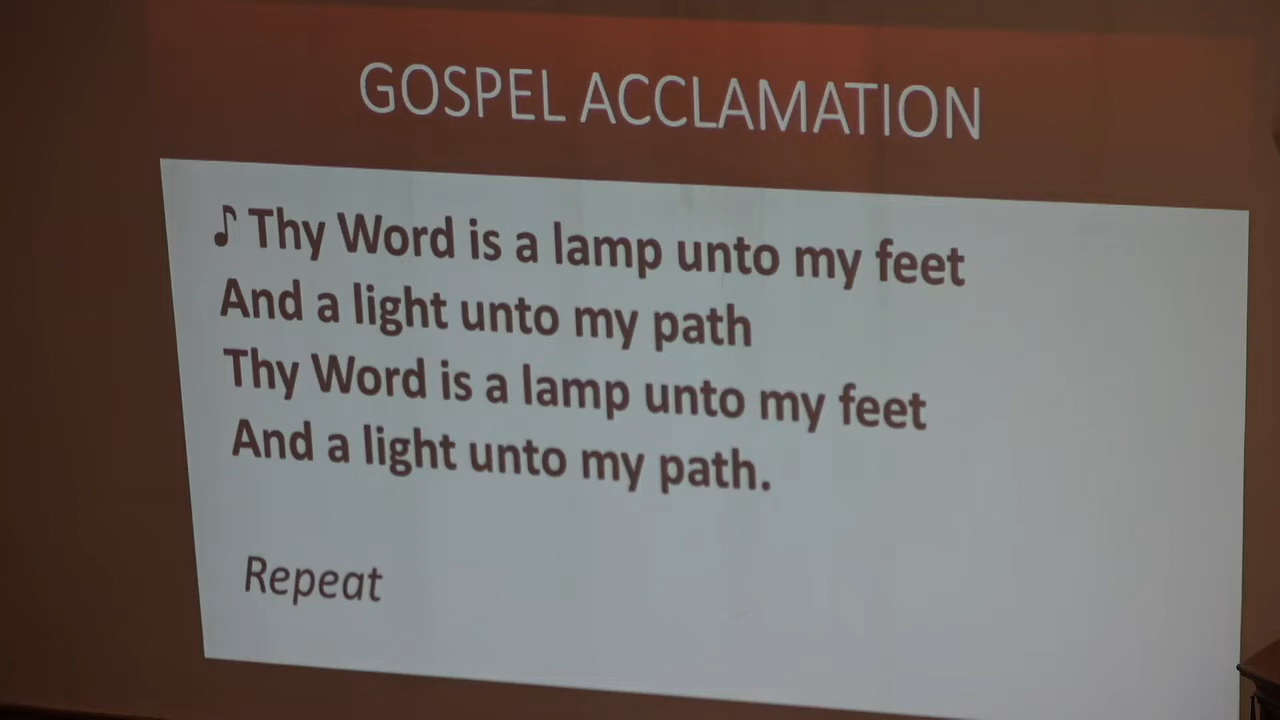 GOSPEL ACCLAMATION
♪ Thy Word is a lamp unto my feet
And a light unto my path
Thy Word is a lamp unto my feet
And a light unto my path.
Repeat